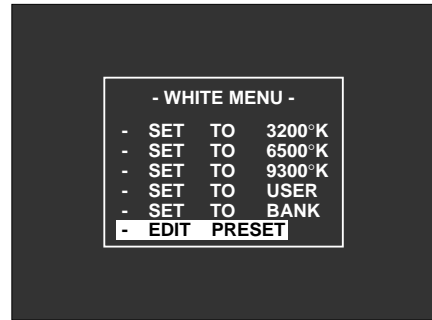 - WHITE MENU -
- SET TO 3200°K
- SET TO 6500°K
- SET TO 9300°K
- SET TO USER
- SET TO BANK
- EDIT PRESET